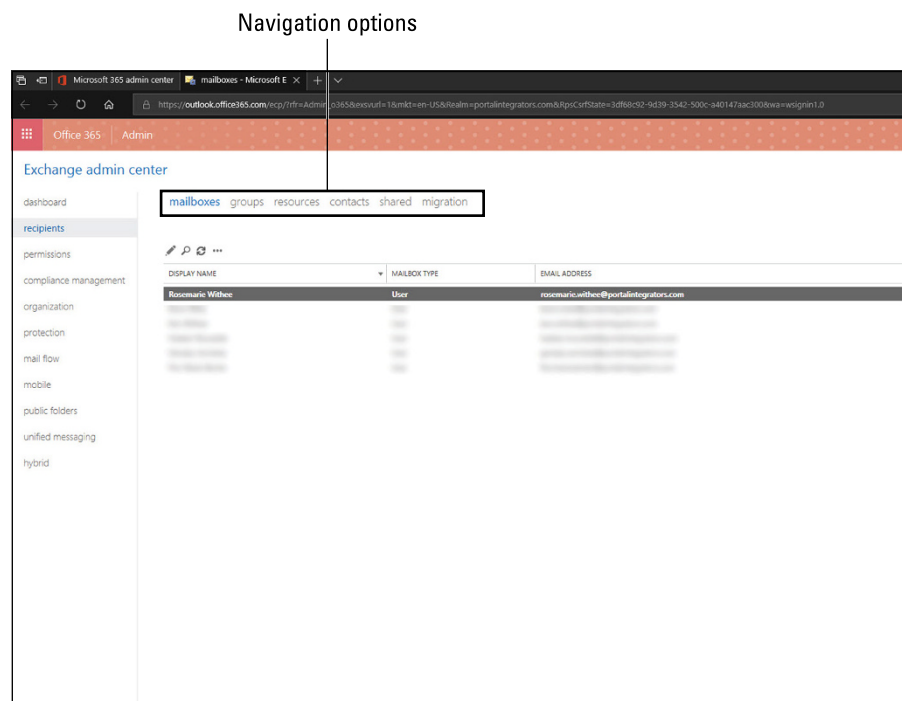 Navigation options
Microsoft 365 admin center mailboxes - Microsoft E
https://outlook.office365.com/ecp/?rfr=Admin_o365&exsvurl=1&mkt=en-US&Realm=portalintegrators.com&RpsCsrfState=3df68c92-9d39-3542-500c-a40147aac300&wa=wsignin1.0
Office 365 Admin
Exchange admin center
dashboard
mailboxes groups resources contacts shared migration
recipients
permissions
DISPLAY NAME MAILBOX TYPE EMAIL ADDRESS
compliance management
Rosemarie Withee User rosemarie.withee@portalintegrators.com
organization
protection
mail flow
mobile
public folders
unified messaging
hybrid